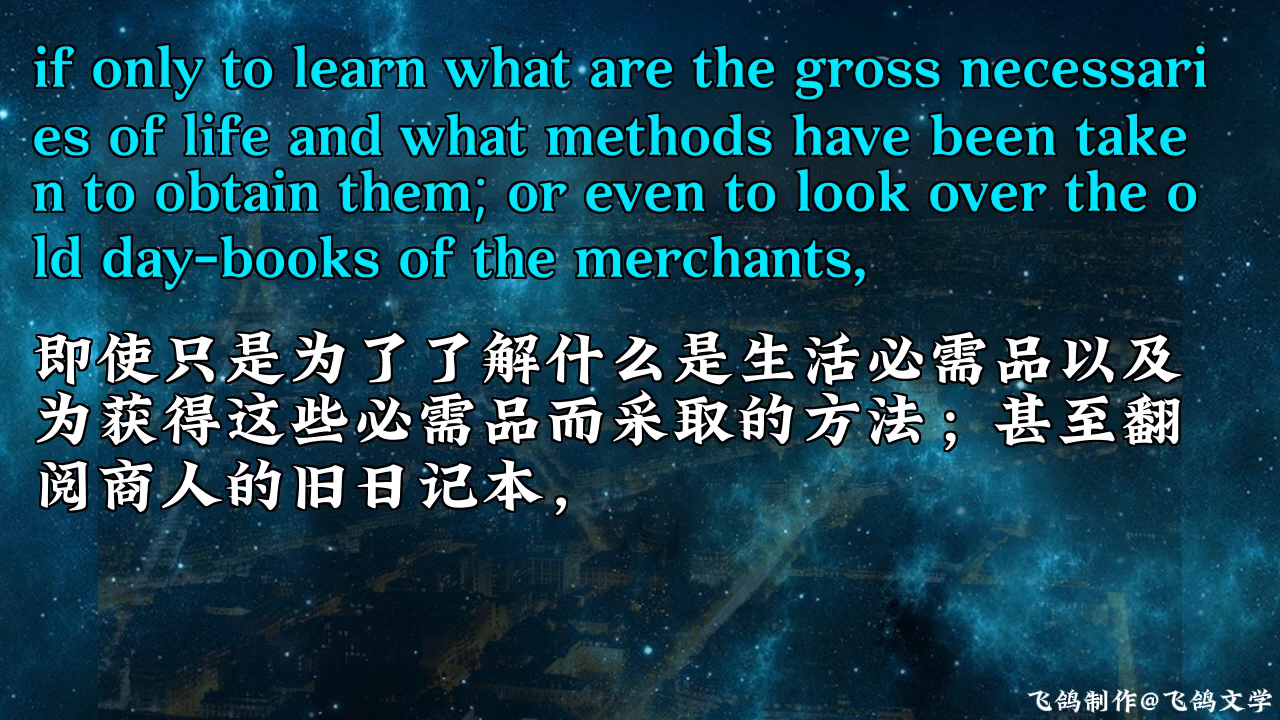 if only to learn what are the gross necessari
es of life and what methods have been take
n to obtain them; or even to look over the o
ld day-books of the merchants,
即使只是为了了解什么是生活必需品以及
为获得这些必需品而采取的方法；甚至翻
阅商人的旧日记本，
飞鸽制作@飞鸽文学